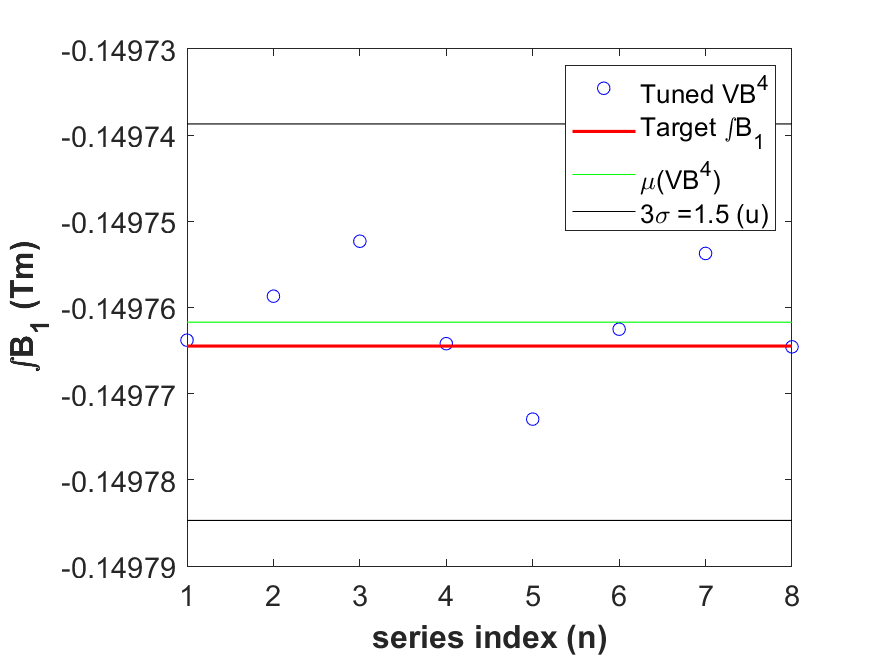 -0.14973
-0.14974
-0.14975
-0.14976
-0.14977
-0.14978
-0.14979
∫B₁ (Tm)
Tuned VB⁴
Target ∫B₁
μ(VB⁴)
3σ =1.5 (u)
1 2 3 4 5 6 7 8
series index (n)